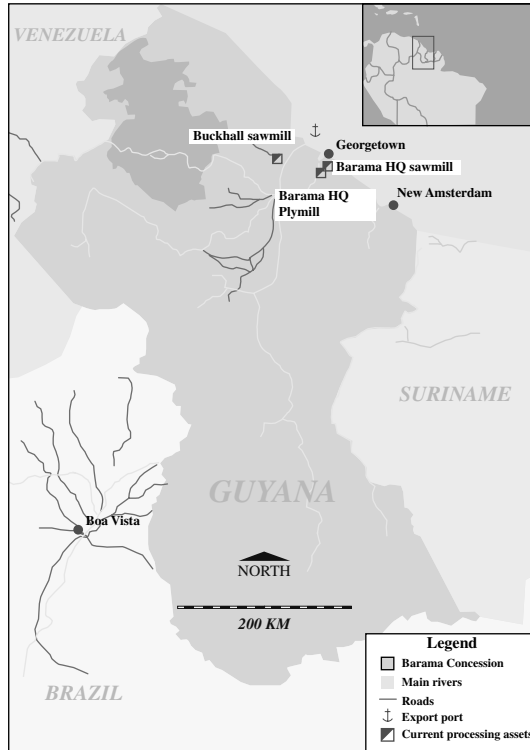 VENEZUELA
Buckhall sawmill
Georgetown
Barama HQ sawmill
Barama HQ
Plymill
New Amsterdam
SURINAME
GUYANA
Boa Vista
NORTH
200 KM
BRAZIL
Legend
Barama Concession
Main rivers
Roads
Export port
Current processing assets